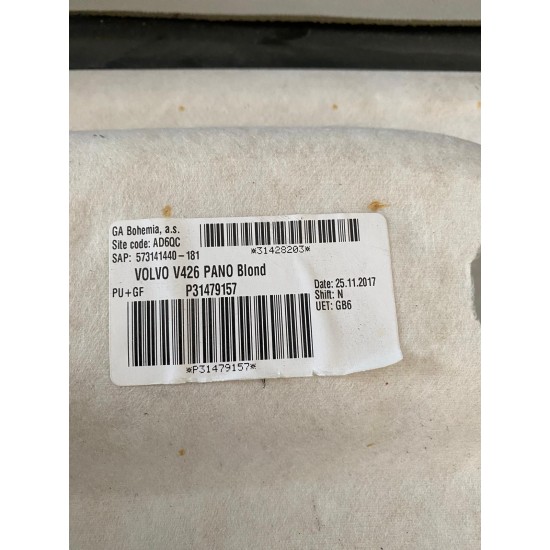 GA Bohemia, a.s.
Site code: AD6QC
SAP: 573141440-181
*31428203*
VOLVO V426 PANO Blond
PU+GF P31479157
Date: 25.11.2017
Shift: N
UET: GB6
*P31479157*